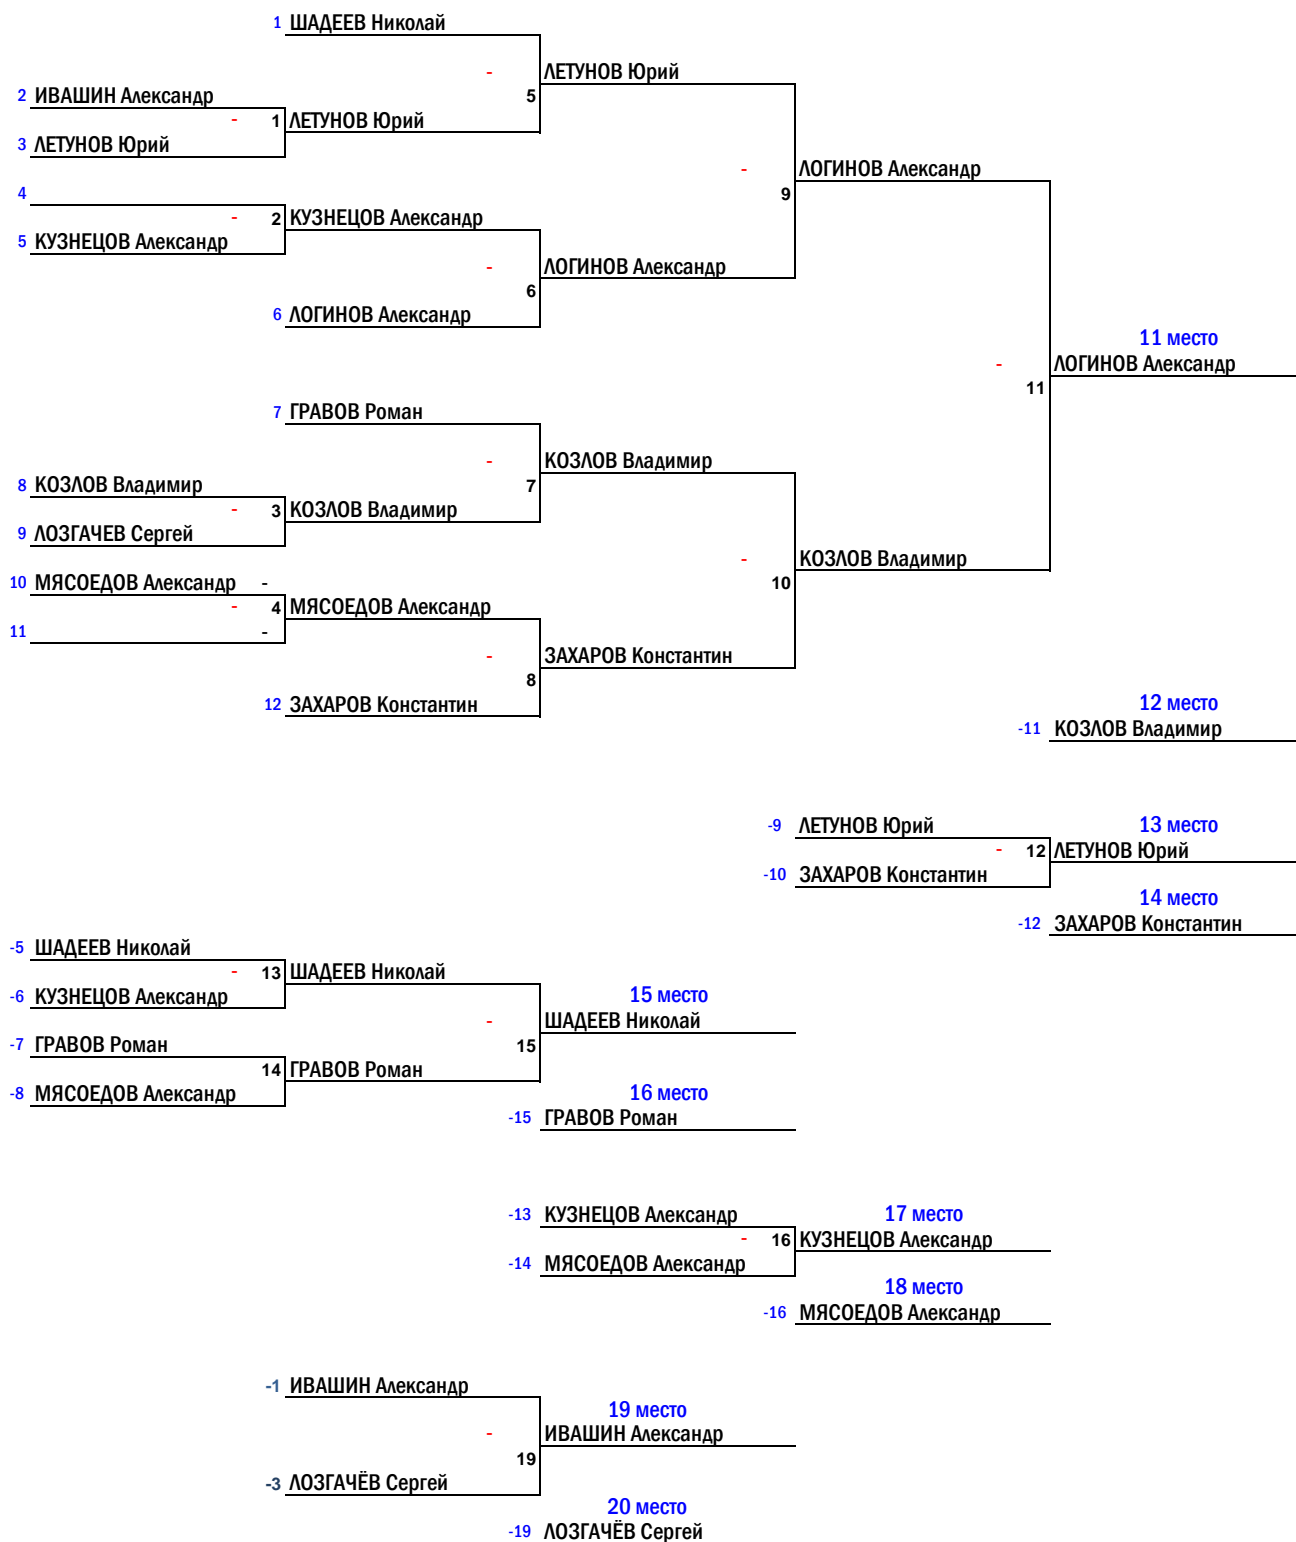 1 ШАДЕЕВ Николай
- ЛЕТУНОВ Юрий
2 ИВАШИН Александр 5
- 1 ЛЕТУНОВ Юрий
3 ЛЕТУНОВ Юрий
- ЛОГИНОВ Александр
4 9
- 2 КУЗНЕЦОВ Александр
5 КУЗНЕЦОВ Александр
- ЛОГИНОВ Александр
6
6 ЛОГИНОВ Александр
11 место
- ЛОГИНОВ Александр
11
7 ГРАВОВ Роман
- КОЗЛОВ Владимир
8 КОЗЛОВ Владимир 7
- 3 КОЗЛОВ Владимир
9 ЛОЗГАЧЕВ Сергей
- КОЗЛОВ Владимир
10 МЯСОЕДОВ Александр - 10
- 4 МЯСОЕДОВ Александр
11 -
- ЗАХАРОВ Константин
8
12 ЗАХАРОВ Константин 12 место
-11 КОЗЛОВ Владимир
-9 ЛЕТУНОВ Юрий 13 место
- 12 ЛЕТУНОВ Юрий
-10 ЗАХАРОВ Константин
14 место
-12 ЗАХАРОВ Константин
-5 ШАДЕЕВ Николай
- 13 ШАДЕЕВ Николай
-6 КУЗНЕЦОВ Александр 15 место
- ШАДЕЕВ Николай
-7 ГРАВОВ Роман 15
14 ГРАВОВ Роман
-8 МЯСОЕДОВ Александр 16 место
-15 ГРАВОВ Роман
-13 КУЗНЕЦОВ Александр 17 место
- 16 КУЗНЕЦОВ Александр
-14 МЯСОЕДОВ Александр
18 место
-16 МЯСОЕДОВ Александр
-1 ИВАШИН Александр
19 место
- ИВАШИН Александр
19
-3 ЛОЗГАЧЁВ Сергей
20 место
-19 ЛОЗГАЧЁВ Сергей